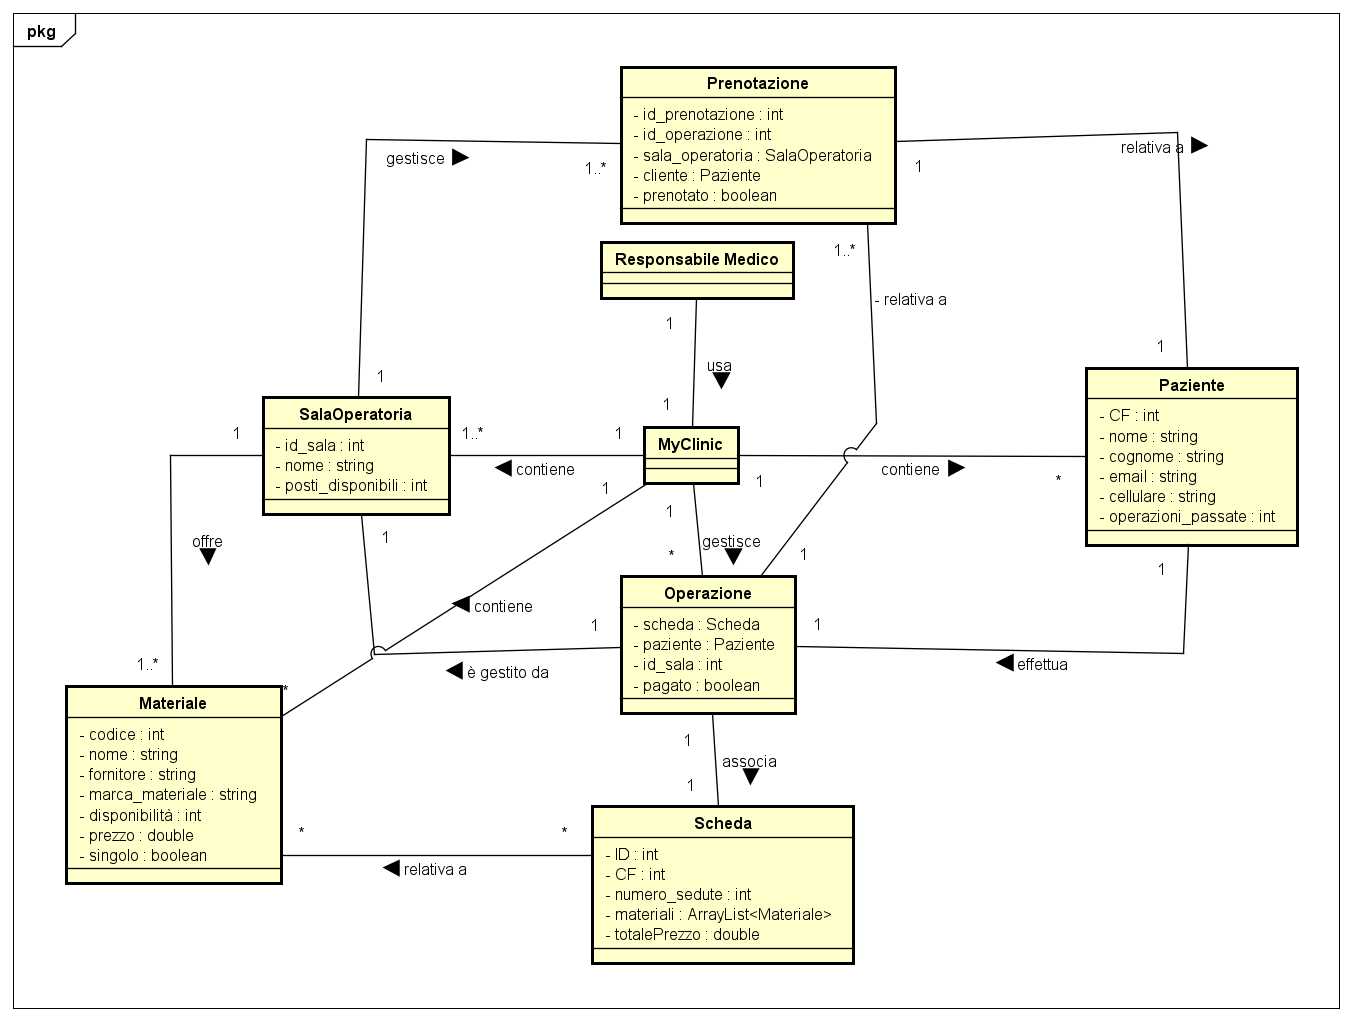 pkg
Prenotazione
- id_prenotazione : int
- id_operazione : int
- sala_operatoria : SalaOperatoria
- cliente : Paziente
- prenotato : boolean
gestisce
1..*
1
relativa a
Responsabile Medico
1..*
- relativa a
1
usa
1
1
1
SalaOperatoria
- id_sala : int
- nome : string
- posti_disponibili : int
1
1..*
1
MyClinic
contiene
1
1
1
contiene
*
Paziente
- CF : int
- nome : string
- cognome : string
- email : string
- cellulare : string
- operazioni_passate : int
offre
1
*
gestisce
1
1
contiene
Operazione
- scheda : Scheda
- paziente : Paziente
- id_sala : int
- pagato : boolean
1
1
1..*
è gestito da
effettua
*
Materiale
- codice : int
- nome : string
- fornitore : string
- marca_materiale : string
- disponibilità : int
- prezzo : double
- singolo : boolean
1
associa
1
*
*
relativa a
Scheda
- ID : int
- CF : int
- numero_sedute : int
- materiali : ArrayList<Materiale>
- totalePrezzo : double